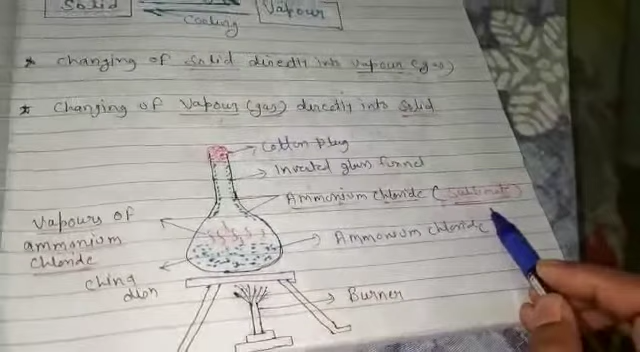 Solid
Vapour
Cooling
* Changing of solid directly into vapour (gas)
* Changing of Vapour (gas) directly into Solid
Cotton plug
Inverted glass funnel
Ammonium chloride (Sublimate)
Vapours of
ammonium
chloride
Ammonium chloride
China
dish
Burner